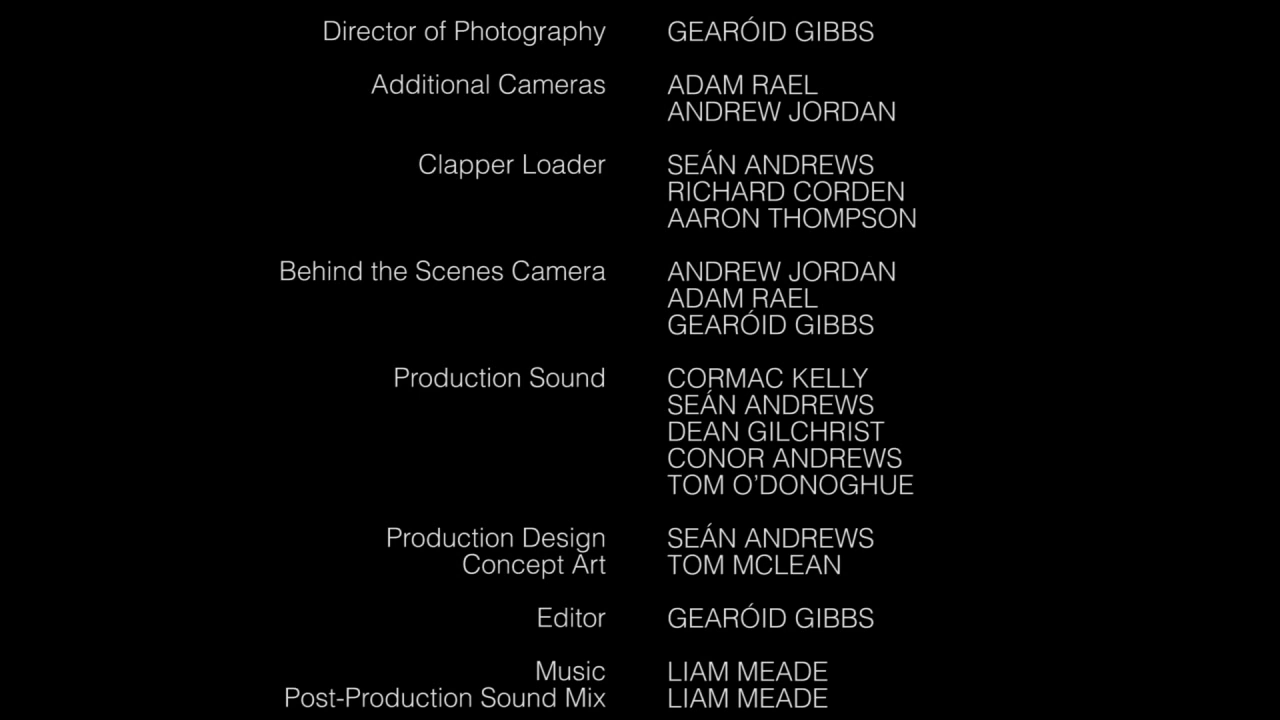 Director of Photography GEARÓID GIBBS
Additional Cameras ADAM RAEL
ANDREW JORDAN
Clapper Loader SEÁN ANDREWS
RICHARD CORDEN
AARON THOMPSON
Behind the Scenes Camera ANDREW JORDAN
ADAM RAEL
GEARÓID GIBBS
Production Sound CORMAC KELLY
SEÁN ANDREWS
DEAN GILCHRIST
CONOR ANDREWS
TOM O’DONOGHUE
Production Design SEÁN ANDREWS
Concept Art TOM MCLEAN
Editor GEARÓID GIBBS
Music LIAM MEADE
Post-Production Sound Mix LIAM MEADE